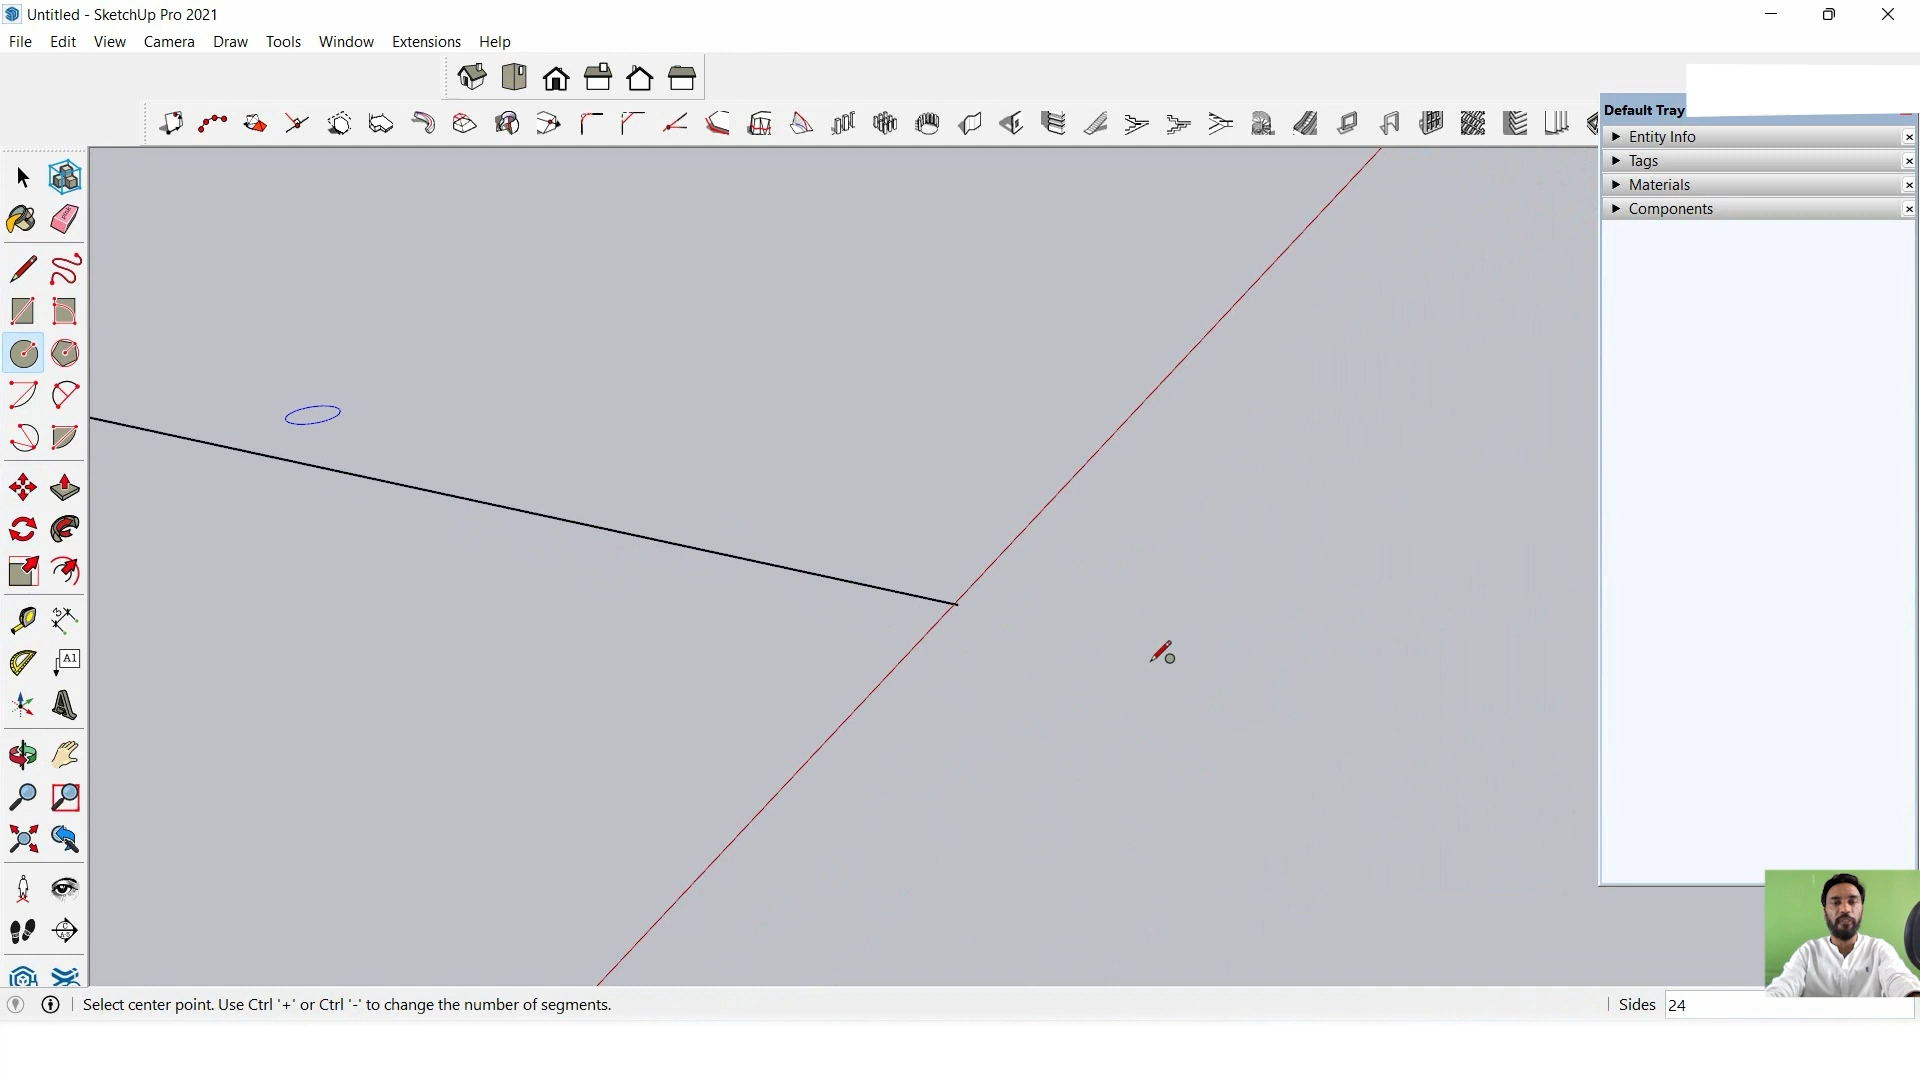 Untitled - SketchUp Pro 2021
File Edit View Camera Draw Tools Window Extensions Help
Default Tray
Entity Info
Tags
Materials
Components
A1
Select center point. Use Ctrl '+' or Ctrl '-' to change the number of segments.
Sides 24